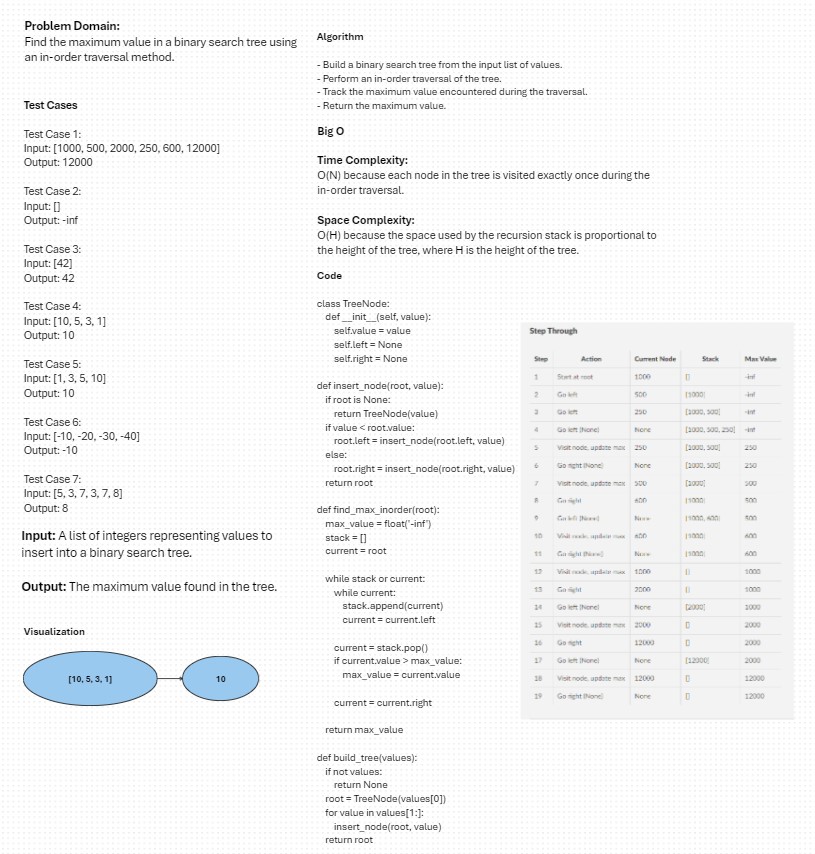 Problem Domain:
Find the maximum value in a binary search tree using
an in-order traversal method.
Test Cases
Test Case 1:
Input: [1000, 500, 2000, 250, 600, 12000]
Output: 12000
Test Case 2:
Input: []
Output: -inf
Test Case 3:
Input: [42]
Output: 42
Test Case 4:
Input: [10, 5, 3, 1]
Output: 10
Test Case 5:
Input: [1, 3, 5, 10]
Output: 10
Test Case 6:
Input: [-10, -20, -30, -40]
Output: -10
Test Case 7:
Input: [5, 3, 7, 3, 7, 8]
Output: 8
Input: A list of integers representing values to
insert into a binary search tree.
Output: The maximum value found in the tree.
Visualization
[10, 5, 3, 1]
10
Algorithm
- Build a binary search tree from the input list of values.
- Perform an in-order traversal of the tree.
- Track the maximum value encountered during the traversal.
- Return the maximum value.
Big O
Time Complexity:
O(N) because each node in the tree is visited exactly once during the
in-order traversal.
Space Complexity:
O(H) because the space used by the recursion stack is proportional to
the height of the tree, where H is the height of the tree.
Code
class TreeNode:
def __init__(self, value):
self.value = value
self.left = None
self.right = None
def insert_node(root, value):
if root is None:
return TreeNode(value)
if value < root.value:
root.left = insert_node(root.left, value)
else:
root.right = insert_node(root.right, value)
return root
def find_max_inorder(root):
max_value = float('-inf')
stack = []
current = root
while stack or current:
while current:
stack.append(current)
current = current.left
current = stack.pop()
if current.value > max_value:
max_value = current.value
current = current.right
return max_value
def build_tree(values):
if not values:
return None
root = TreeNode(values[0])
for value in values[1:]:
insert_node(root, value)
return root
Step Through
Step Action Current Node Stack Max Value
1 Start at root 1000 [] -inf
2 Go left 500 [1000] -inf
3 Go left 250 [1000, 500] -inf
4 Go left (None) None [1000, 500, 250] -inf
5 Visit node, update max 250 [1000, 500] 250
6 Go right (None) None [1000, 500] 250
7 Visit node, update max 500 [1000] 500
8 Go right 600 [1000] 500
9 Go left (None) None [1000, 600] 500
10 Visit node, update max 600 [1000] 600
11 Go right (None) None [1000] 600
12 Visit node, update max 1000 [] 1000
13 Go right 2000 [] 1000
14 Go left (None) None [2000] 1000
15 Visit node, update max 2000 [] 2000
16 Go right 12000 [] 2000
17 Go left (None) None [12000] 2000
18 Visit node, update max 12000 [] 12000
19 Go right (None) None [] 12000